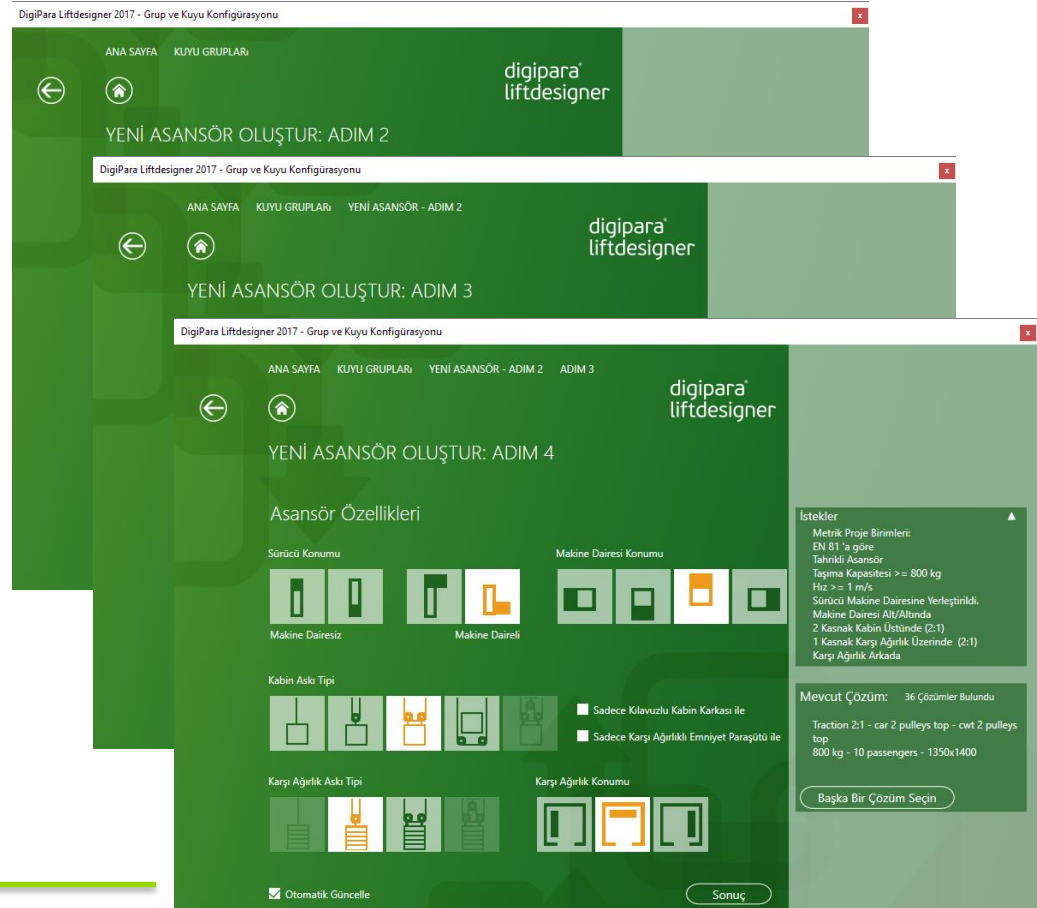 DigiPara Liftdesigner 2017 - Grup ve Kuyu Konfigürasyonu
x
ANA SAYFA KUYU GRUPLARı
digipara®
liftdesigner
YENİ ASANSÖR OLUŞTUR: ADIM 2
DigiPara Liftdesigner 2017 - Grup ve Kuyu Konfigürasyonu
x
ANA SAYFA KUYU GRUPLARı YENİ ASANSÖR - ADIM 2
digipara®
liftdesigner
YENİ ASANSÖR OLUŞTUR: ADIM 3
DigiPara Liftdesigner 2017 - Grup ve Kuyu Konfigürasyonu
x
ANA SAYFA KUYU GRUPLARı YENİ ASANSÖR - ADIM 2 ADIM 3
digipara®
liftdesigner
YENİ ASANSÖR OLUŞTUR: ADIM 4
Asansör Özellikleri
Sürücü Konumu
Makine Dairesi Konumu
Makine Dairesiz
Makine Daireli
Kabin Askı Tipi
Sadece Kılavuzlu Kabin Karkası ile
Sadece Karşı Ağırlıklı Emniyet Paraşütü ile
Karşı Ağırlık Askı Tipi
Karşı Ağırlık Konumu
Otomatik Güncelle
Sonuç
İstekler
Metrik Proje Birimleri:
EN 81 'a göre
Tahrikli Asansör
Taşıma Kapasitesi >= 800 kg
Hız >= 1 m/s
Sürücü Makine Dairesine Yerleştirildi.
Makine Dairesi Alt/Altında
2 Kasnak Kabin Üstünde (2:1)
1 Kasnak Karşı Ağırlık Üzerinde (2:1)
Karşı Ağırlık Arkada
Mevcut Çözüm: 36 Çözümler Bulundu
Traction 2:1 - car 2 pulleys top - cwt 2 pulleys
top
800 kg - 10 passengers - 1350x1400
Başka Bir Çözüm Seçin